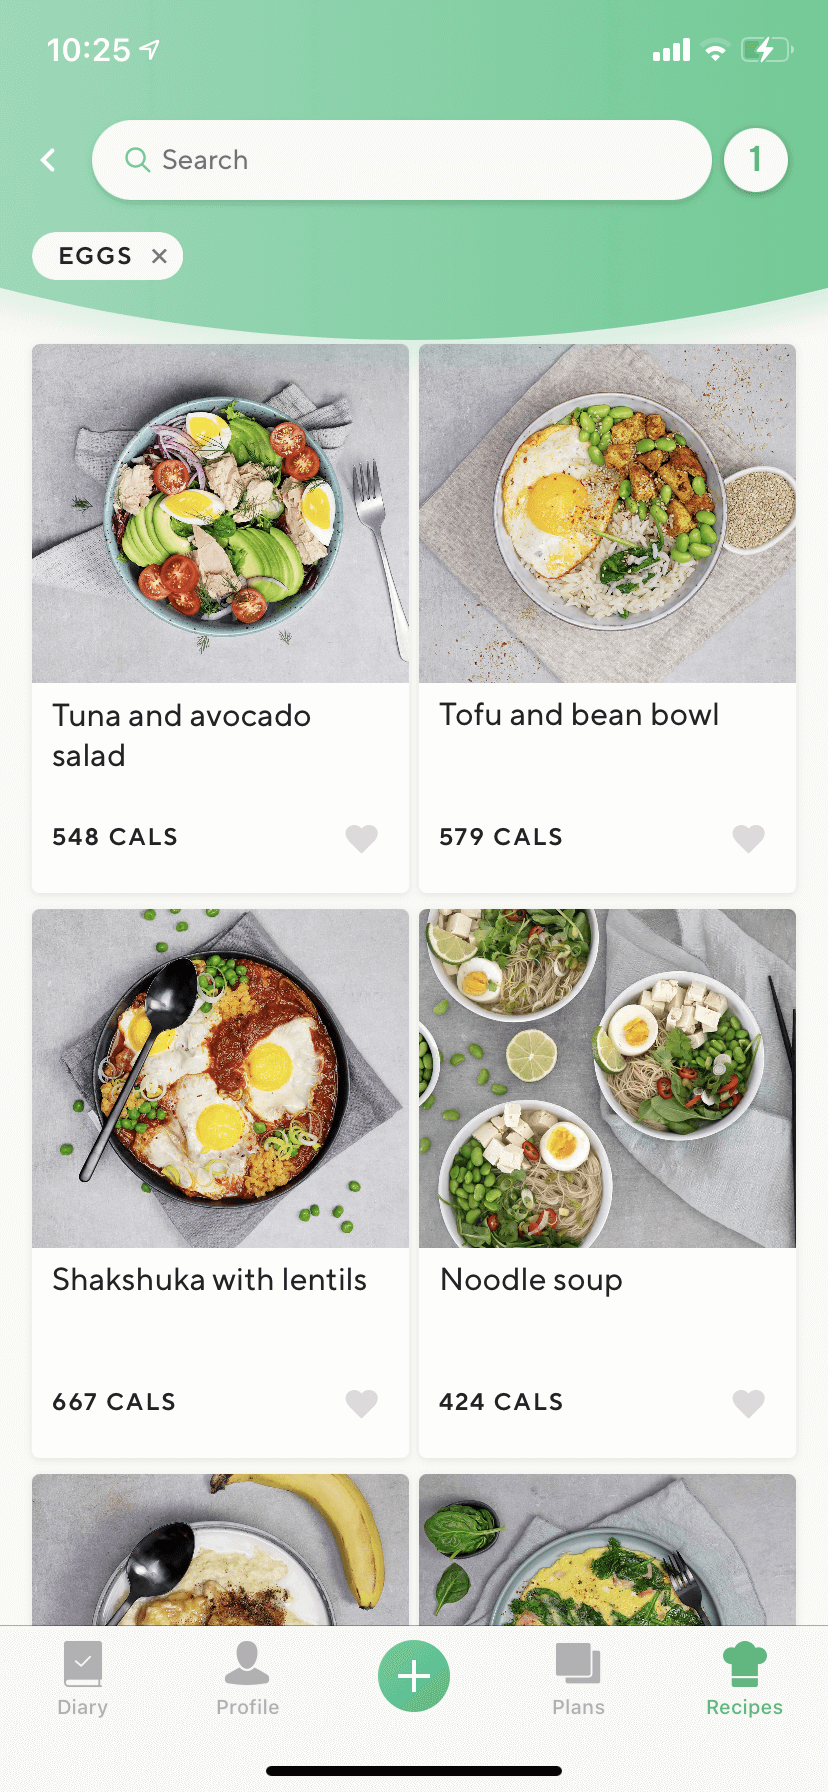 10:25
Search
1
EGGS
Tuna and avocado
salad
548 CALS
Tofu and bean bowl
579 CALS
Shakshuka with lentils
667 CALS
Noodle soup
424 CALS
Diary
Profile
Plans
Recipes